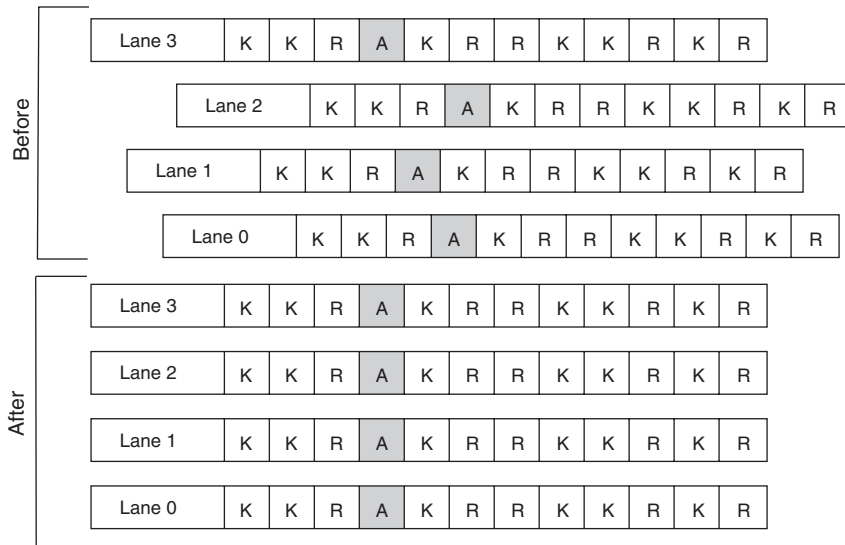 Before
Lane 3 K K R A K R R K K R K R
Lane 2 K K R A K R R K K R K R
Lane 1 K K R A K R R K K R K R
Lane 0 K K R A K R R K K R K R
After
Lane 3 K K R A K R R K K R K R
Lane 2 K K R A K R R K K R K R
Lane 1 K K R A K R R K K R K R
Lane 0 K K R A K R R K K R K R